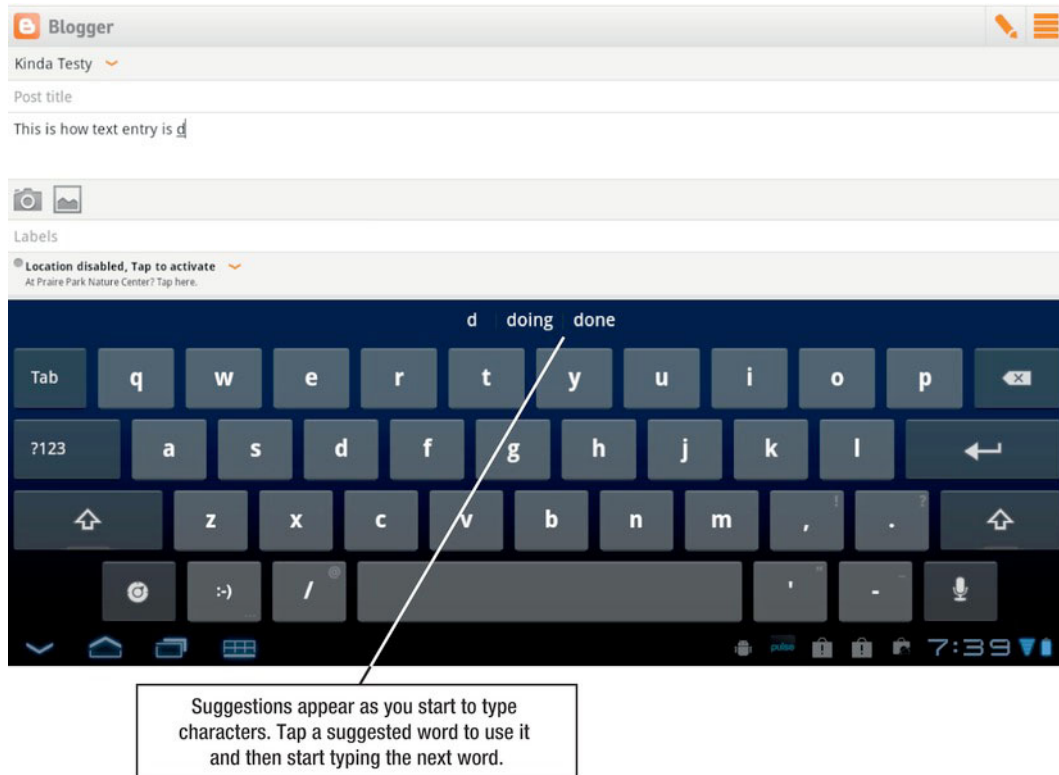 Blogger
Kinda Testy
Post title
This is how text entry is d
Labels
Location disabled, Tap to activate
At Praire Park Nature Center? Tap here.
d doing done
Tab q w e r t y u i o p
?123 a s d f g h j k l
z x c v b n m , ! . ?
:-) / @ ' " - _
pulse 7:39
Suggestions appear as you start to type
characters. Tap a suggested word to use it
and then start typing the next word.